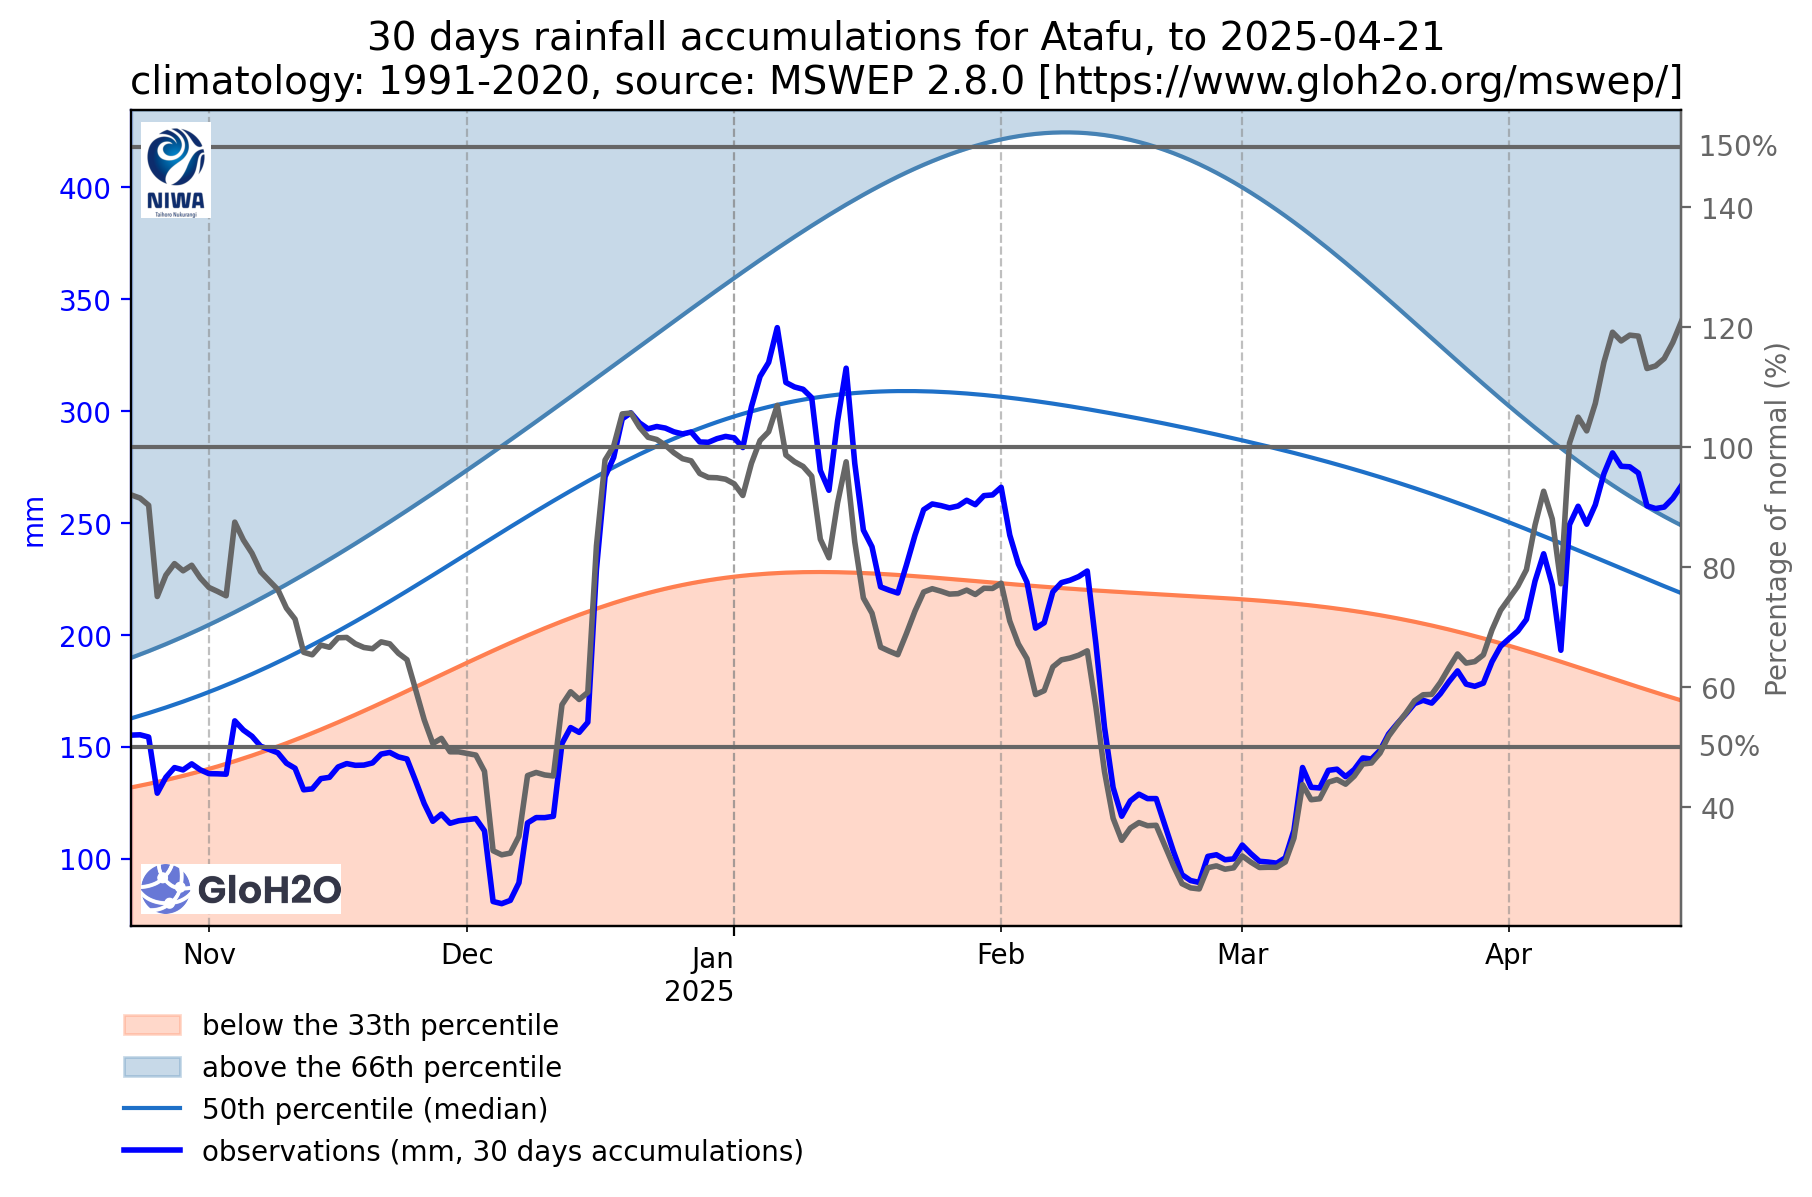 30 days rainfall accumulations for Atafu, to 2025-04-21
climatology: 1991-2020, source: MSWEP 2.8.0 [https://www.gloh2o.org/mswep/]
NIWA
Taihoro Nukurangi
400
350
300
250
200
150
100
mm
150%
140
120
100
80
60
50%
40
Percentage of normal (%)
GloH2O
Nov
Dec
Jan
2025
Feb
Mar
Apr
below the 33th percentile
above the 66th percentile
50th percentile (median)
observations (mm, 30 days accumulations)